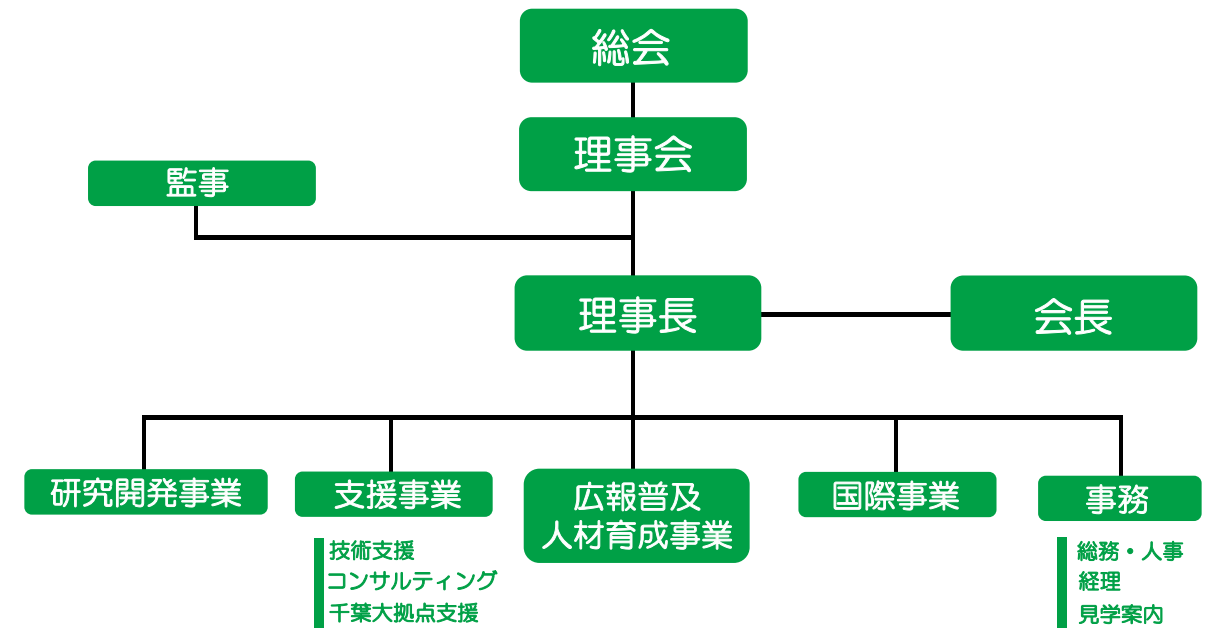 総会
理事会
監事
理事長
会長
研究開発事業
支援事業
広報普及
人材育成事業
国際事業
事務
技術支援
コンサルティング
千葉大拠点支援
総務・人事
経理
見学案内